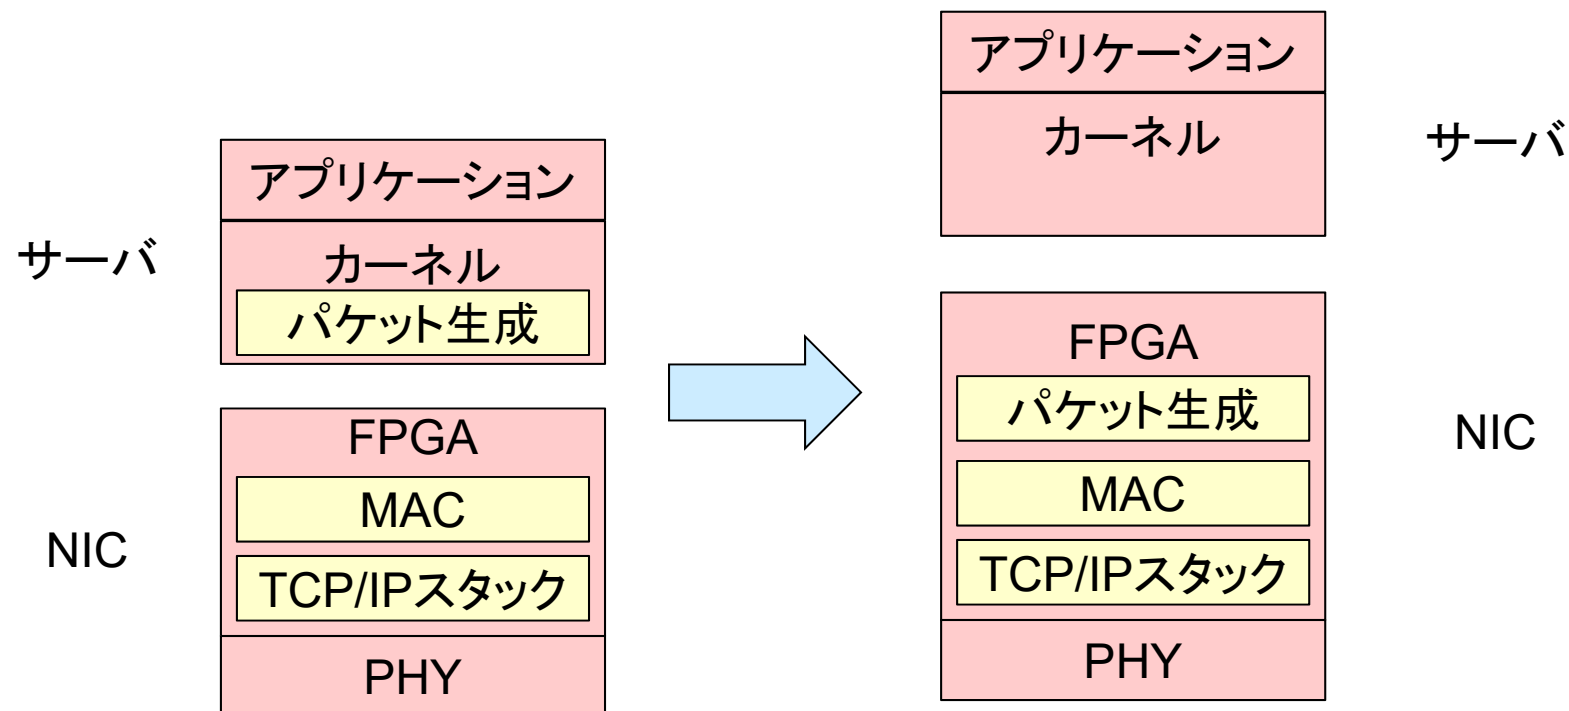 サーバ
アプリケーション
カーネル
パケット生成
NIC
FPGA
MAC
TCP/IPスタック
PHY
アプリケーション
カーネル
サーバ
FPGA
パケット生成
MAC
TCP/IPスタック
PHY
NIC